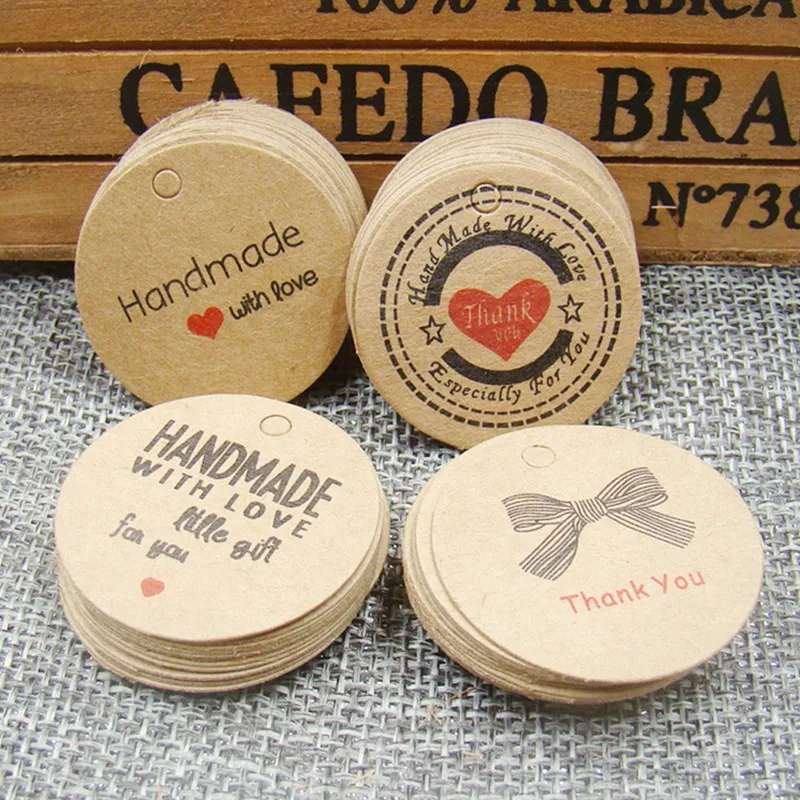 100% ARABICA
CAFEDO BRA
Nº738
Handmade
with love
Hand Made With Love
Thank
you
Especially For You
HANDMADE
WITH LOVE
little gift
for you
Thank You